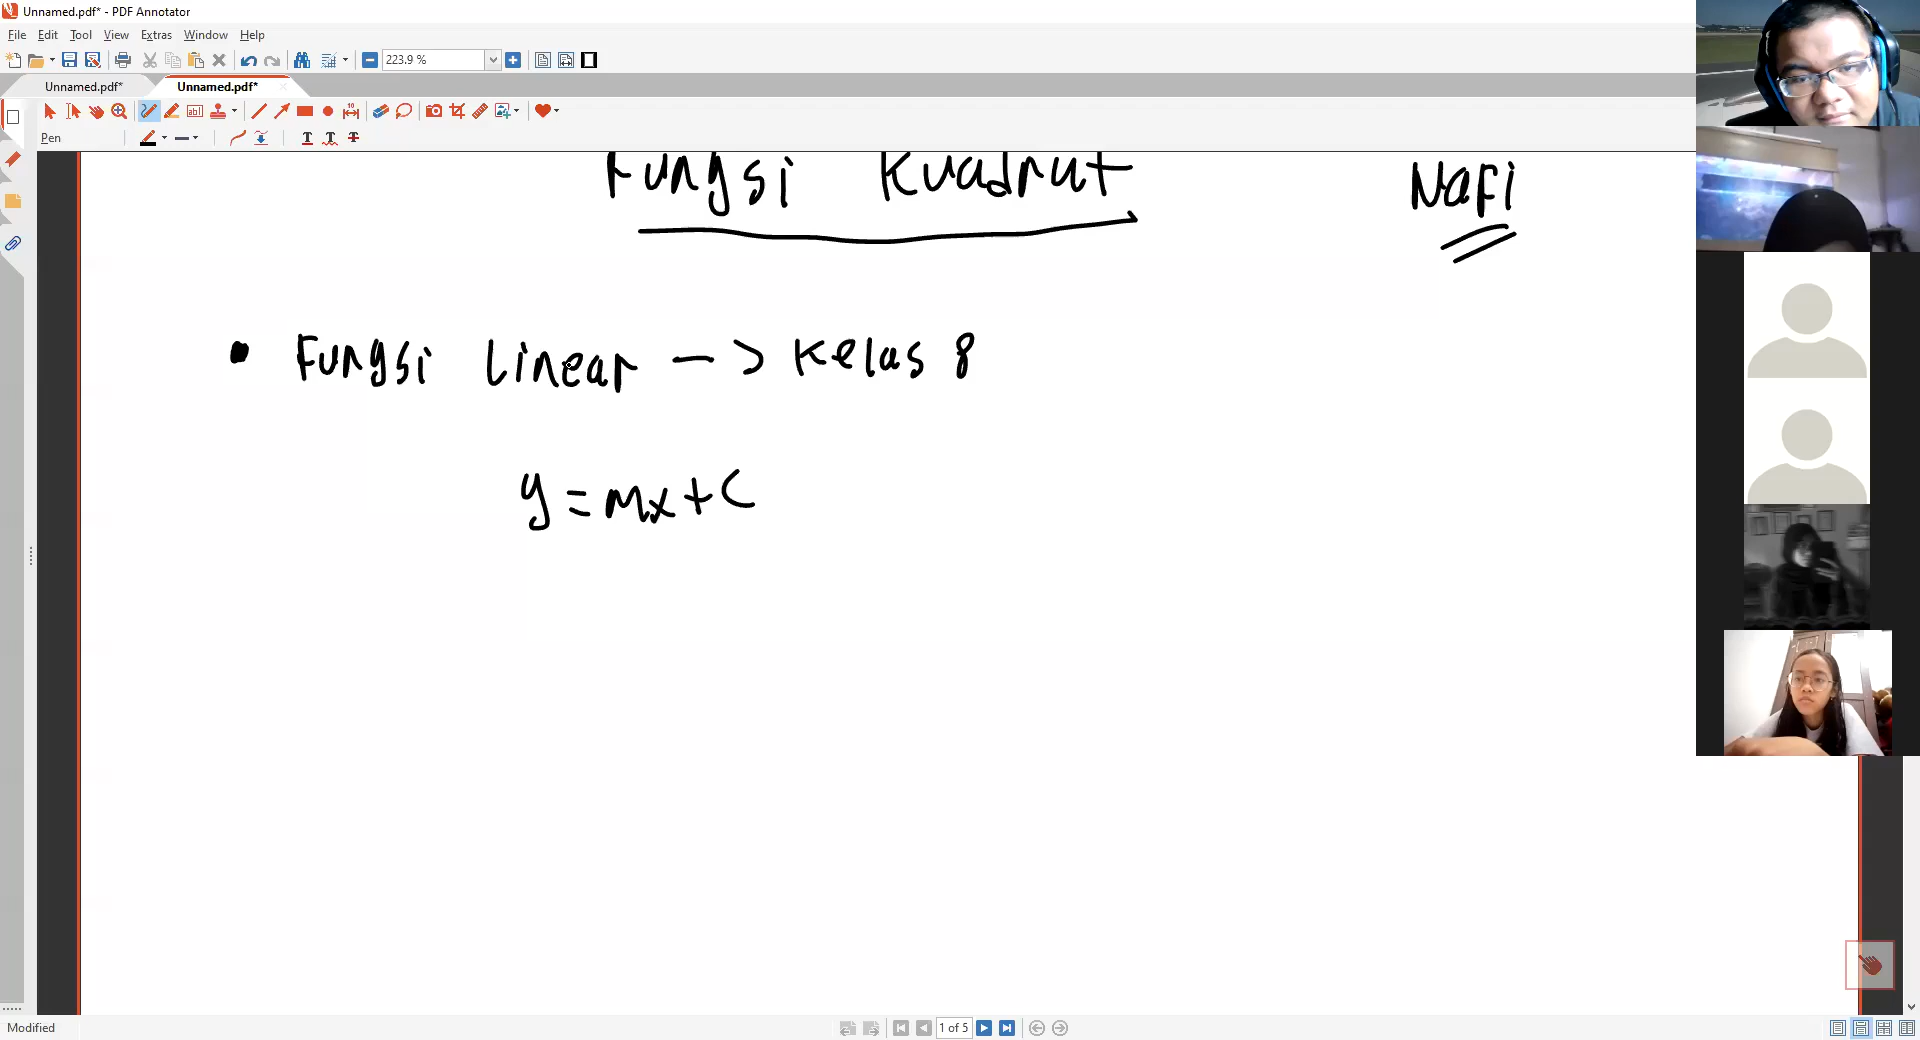 Unnamed.pdf* - PDF Annotator
File Edit Tool View Extras Window Help
223.9 %
Unnamed.pdf* Unnamed.pdf*
Pen
Fungsi Kuadrat
Nafi
• Fungsi Linear --> Kelas 8
y = mx + c
Modified
1 of 5